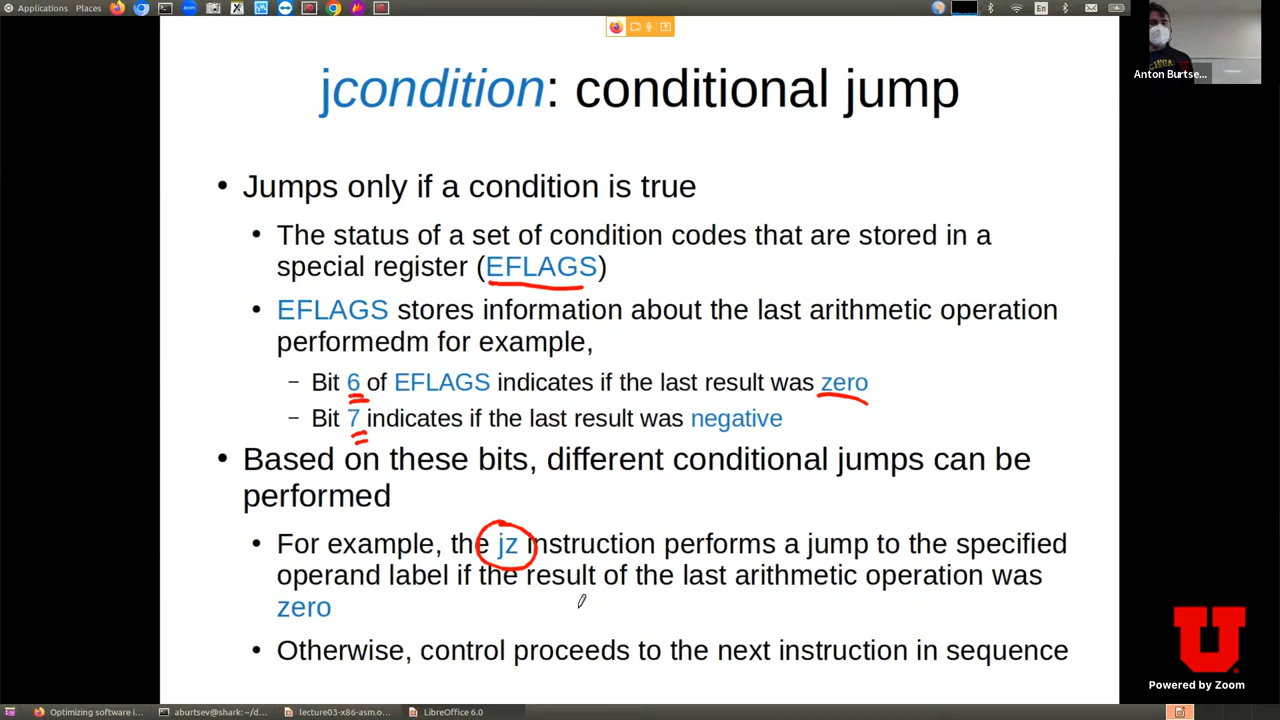 Applications Places En
Anton Burtse...
jcondition: conditional jump
• Jumps only if a condition is true
• The status of a set of condition codes that are stored in a
special register (EFLAGS)
• EFLAGS stores information about the last arithmetic operation
performedm for example,
– Bit 6 of EFLAGS indicates if the last result was zero
– Bit 7 indicates if the last result was negative
• Based on these bits, different conditional jumps can be
performed
• For example, the jz instruction performs a jump to the specified
operand label if the result of the last arithmetic operation was
zero
• Otherwise, control proceeds to the next instruction in sequence
U
Powered by Zoom
Optimizing software i... aburtsev@shark: ~/d... lecture03-x86-asm.o... LibreOffice 6.0